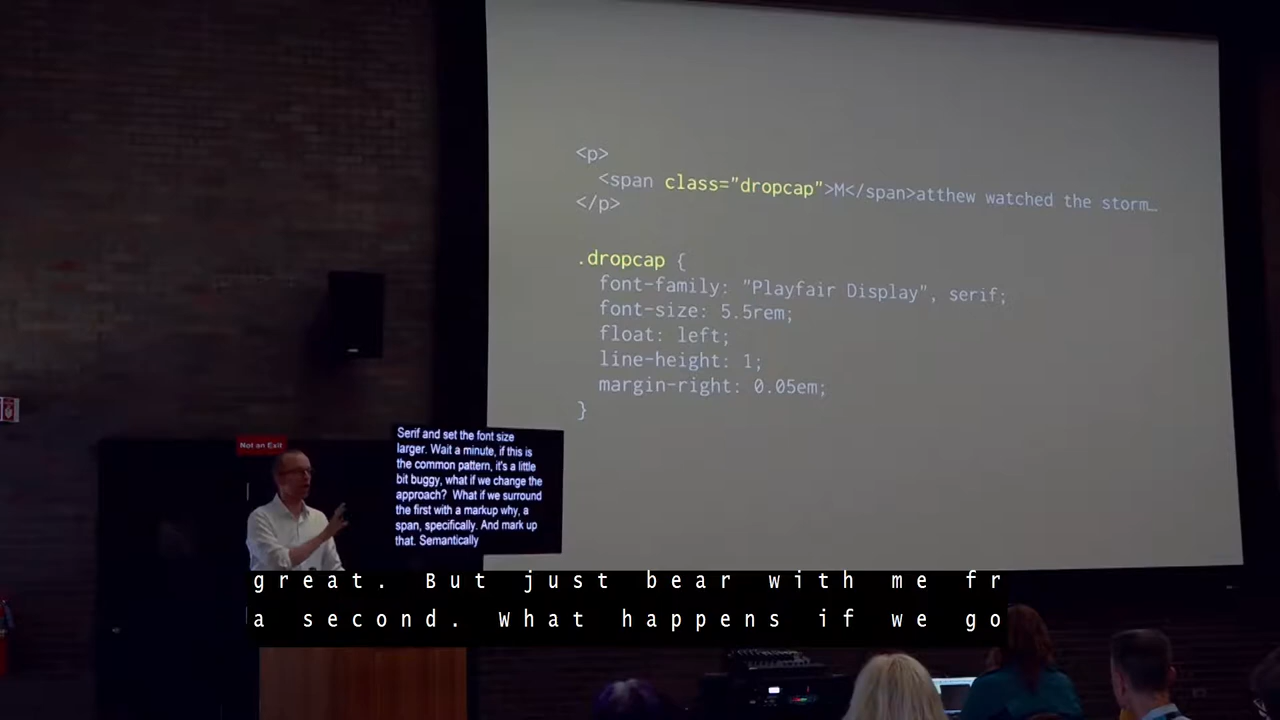 <p>
<span class="dropcap">M</span>atthew watched the storm…
</p>
.dropcap {
font-family: "Playfair Display", serif;
font-size: 5.5rem;
float: left;
line-height: 1;
margin-right: 0.05em;
}
Not an Exit
Serif and set the font size
larger. Wait a minute, if this is
the common pattern, it's a little
bit buggy, what if we change the
approach? What if we surround
the first with a markup why, a
span, specifically. And mark up
that. Semantically
great. But just bear with me fr
a second. What happens if we go